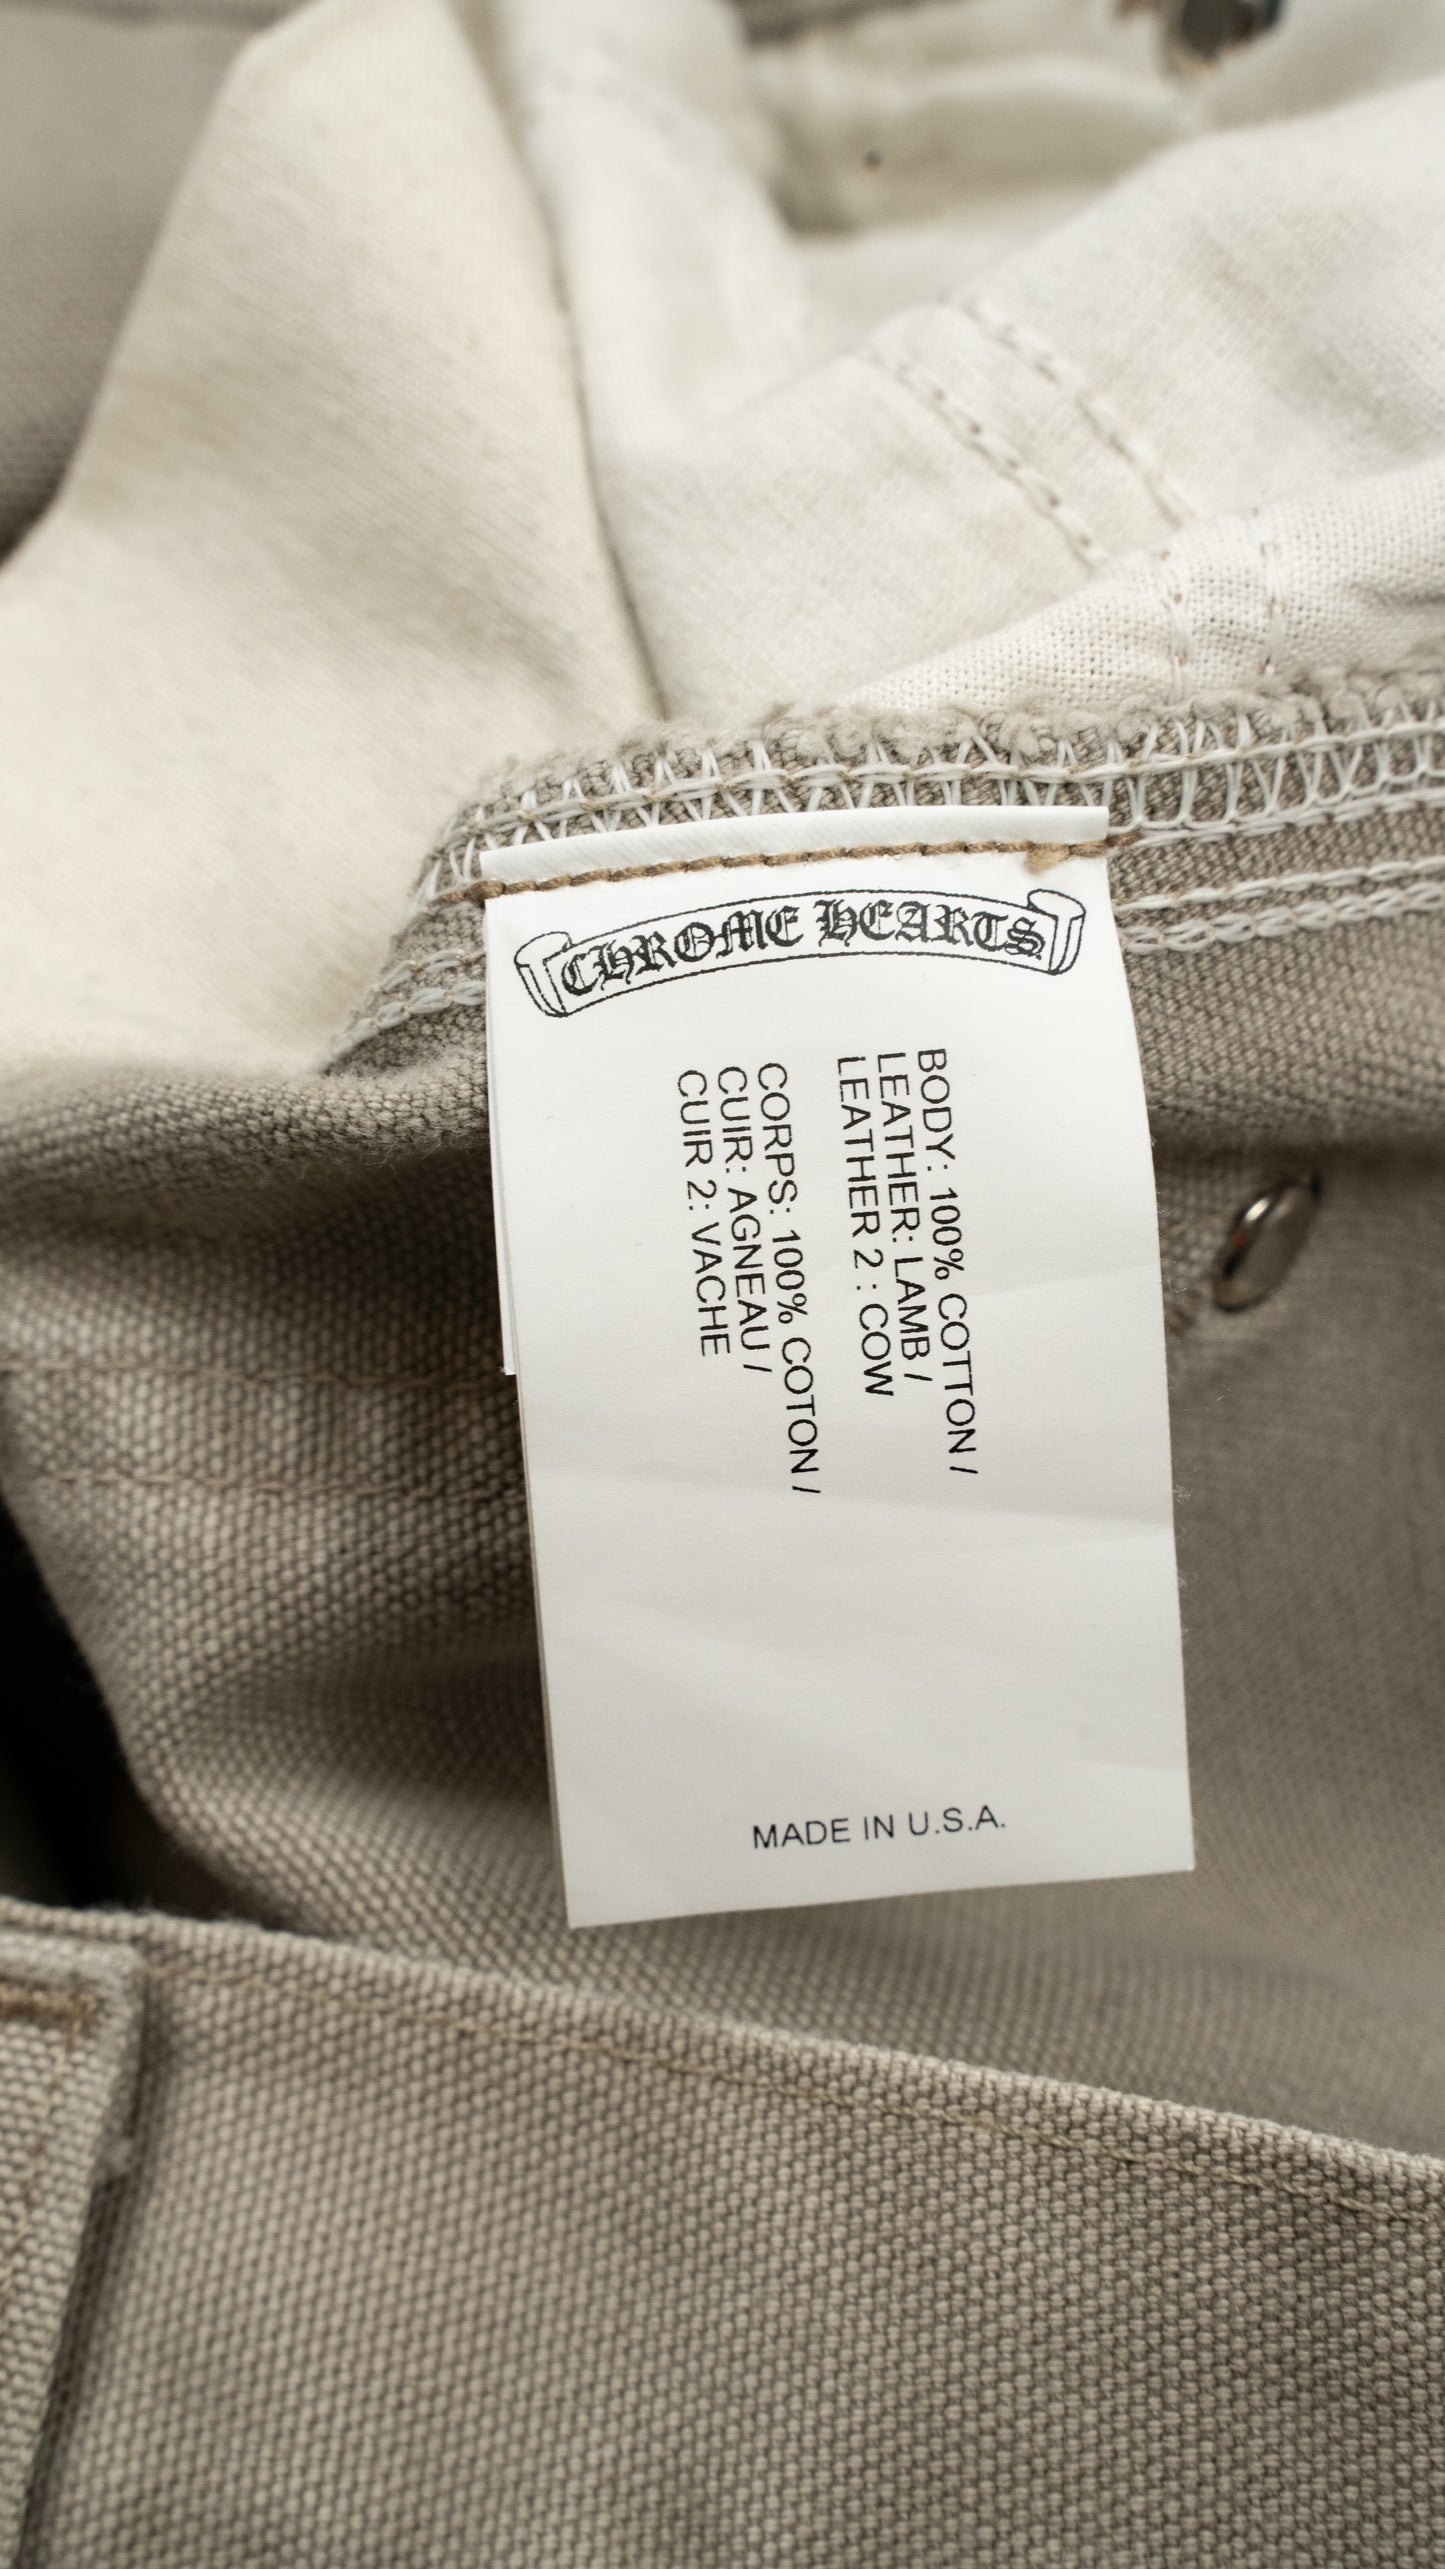 CHROME HEARTS
BODY: 100% COTTON /
LEATHER: LAMB /
LEATHER 2 : COW
CORPS: 100% COTON /
CUIR: AGNEAU /
CUIR 2: VACHE
MADE IN U.S.A.